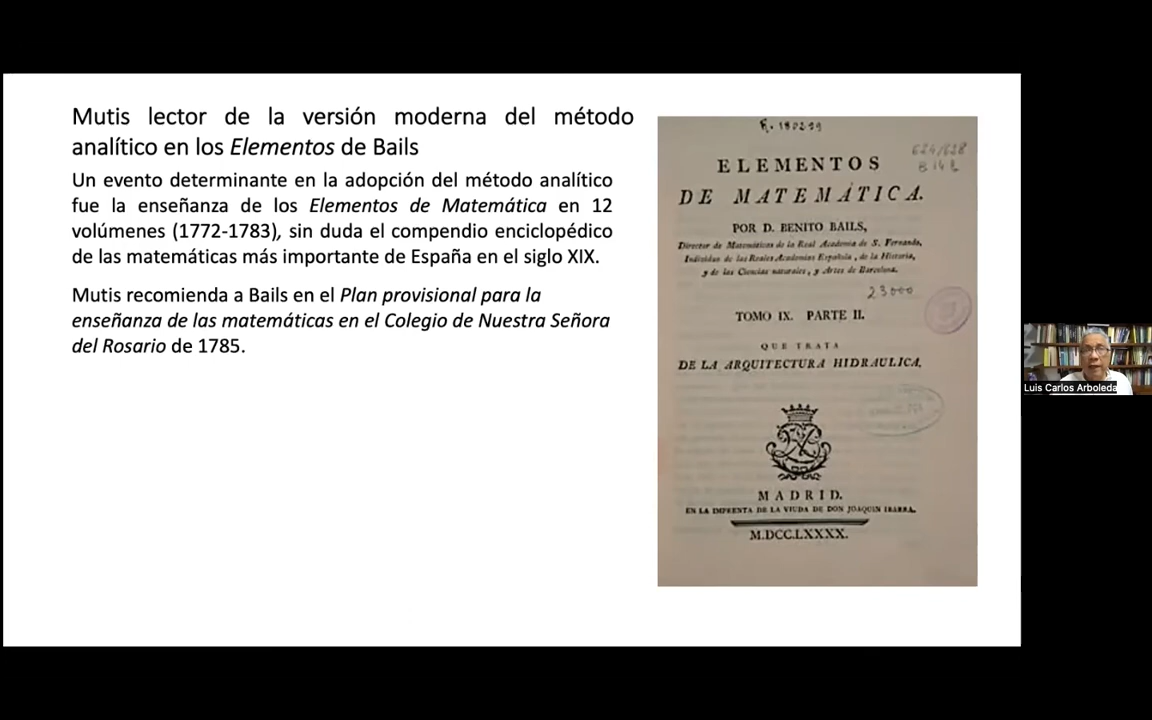 Mutis lector de la versión moderna del método
analítico en los Elementos de Bails
Un evento determinante en la adopción del método analítico
fue la enseñanza de los Elementos de Matemática en 12
volúmenes (1772-1783), sin duda el compendio enciclopédico
de las matemáticas más importante de España en el siglo XIX.
Mutis recomienda a Bails en el Plan provisional para la
enseñanza de las matemáticas en el Colegio de Nuestra Señora
del Rosario de 1785.
R. 180259
624/628
B 14 L
ELEMENTOS
DE MATEMÁTICA.
POR D. BENITO BAILS,
Director de Matemáticas de la Real Academia de S. Fernando,
Individuo de las Reales Academias Española, de la Historia,
y de las Ciencias naturales, y Artes de Barcelona.
23000
TOMO IX. PARTE II.
QUE TRATA
DE LA ARQUITECTURA HIDRAULICA.
MADRID.
EN LA IMPRENTA DE LA VIUDA DE DON JOAQUIN IBARRA.
M.DCC.LXXXX.
Luis Carlos Arboleda